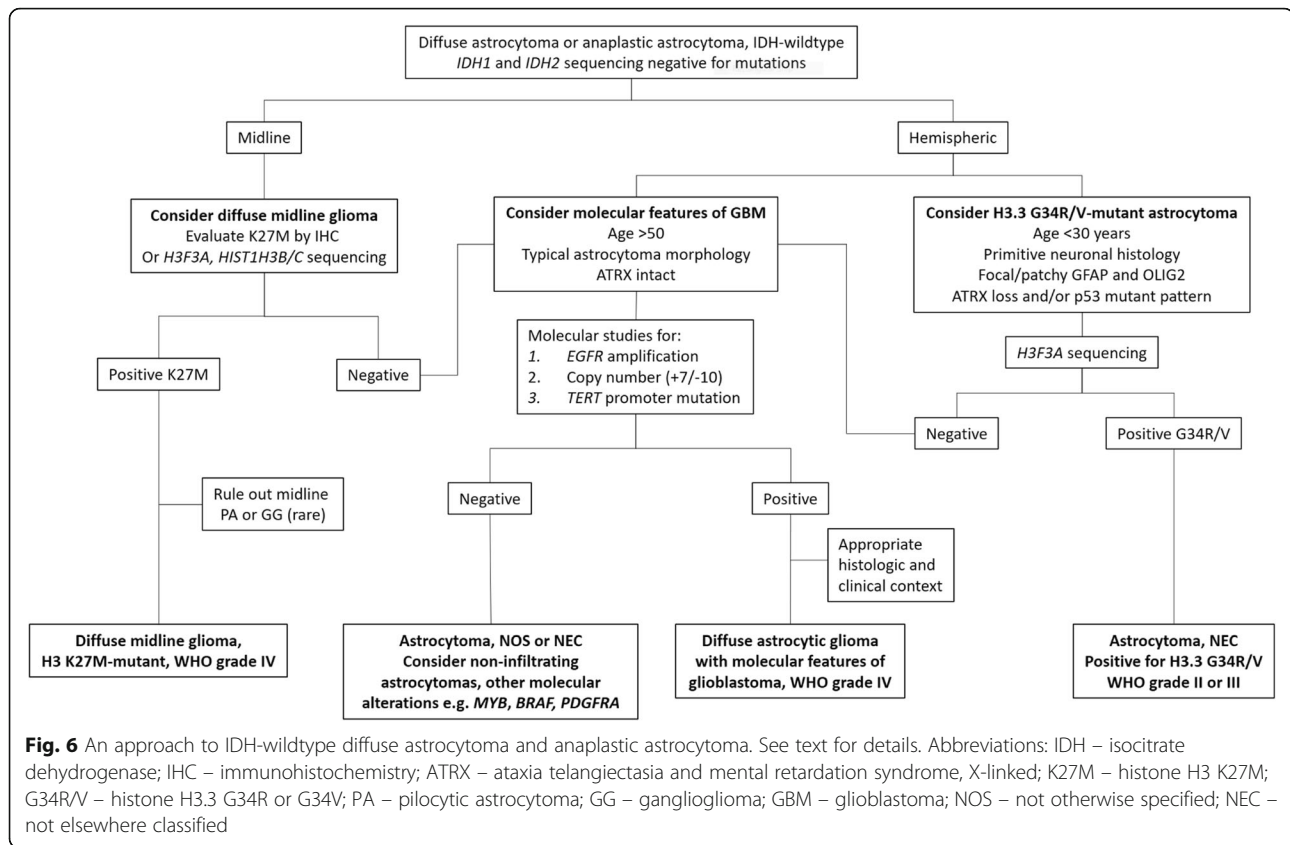 Diffuse astrocytoma or anaplastic astrocytoma, IDH-wildtype
IDH1 and IDH2 sequencing negative for mutations
Midline
Hemispheric
Consider diffuse midline glioma
Evaluate K27M by IHC
Or H3F3A, HIST1H3B/C sequencing
Consider molecular features of GBM
Age >50
Typical astrocytoma morphology
ATRX intact
Consider H3.3 G34R/V-mutant astrocytoma
Age <30 years
Primitive neuronal histology
Focal/patchy GFAP and OLIG2
ATRX loss and/or p53 mutant pattern
Molecular studies for:
1. EGFR amplification
2. Copy number (+7/-10)
3. TERT promoter mutation
H3F3A sequencing
Positive K27M
Negative
Negative
Positive G34R/V
Rule out midline
PA or GG (rare)
Negative
Positive
Appropriate
histologic and
clinical context
Diffuse midline glioma,
H3 K27M-mutant, WHO grade IV
Astrocytoma, NOS or NEC
Consider non-infiltrating
astrocytomas, other molecular
alterations e.g. MYB, BRAF, PDGFRA
Diffuse astrocytic glioma
with molecular features of
glioblastoma, WHO grade IV
Astrocytoma, NEC
Positive for H3.3 G34R/V
WHO grade II or III
Fig. 6 An approach to IDH-wildtype diffuse astrocytoma and anaplastic astrocytoma. See text for details. Abbreviations: IDH – isocitrate
dehydrogenase; IHC – immunohistochemistry; ATRX – ataxia telangiectasia and mental retardation syndrome, X-linked; K27M – histone H3 K27M;
G34R/V – histone H3.3 G34R or G34V; PA – pilocytic astrocytoma; GG – ganglioglioma; GBM – glioblastoma; NOS – not otherwise specified; NEC –
not elsewhere classified